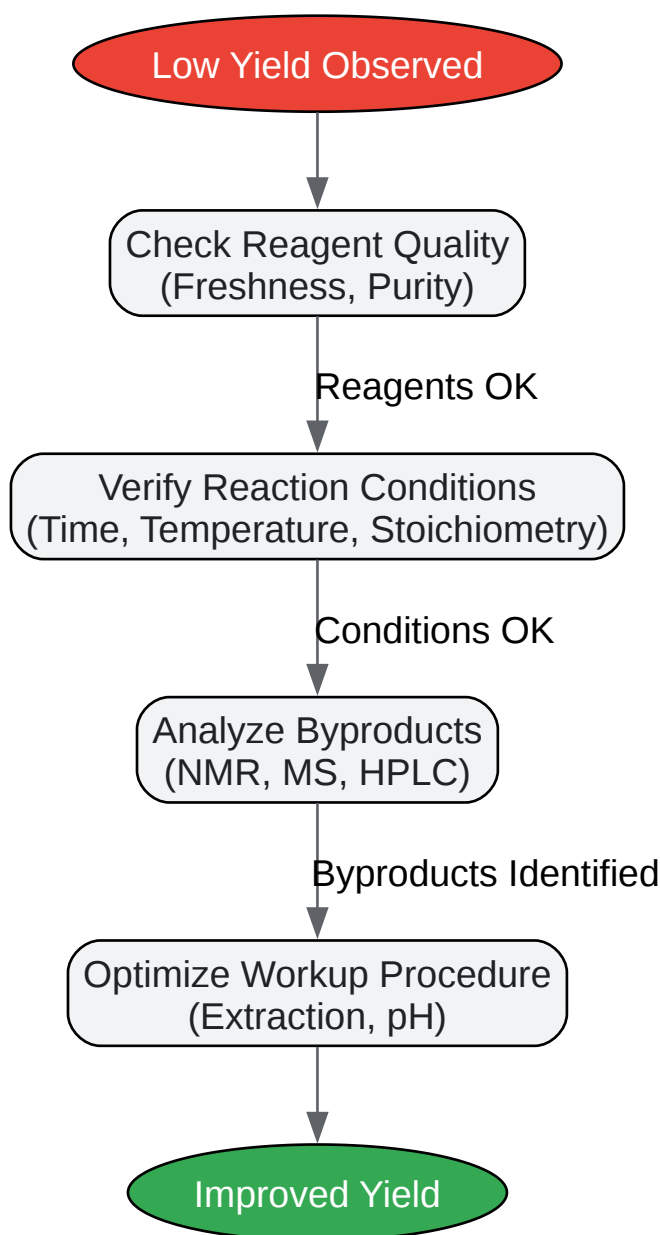 Low Yield Observed
Check Reagent Quality
(Freshness, Purity)
Reagents OK
Verify Reaction Conditions
(Time, Temperature, Stoichiometry)
Conditions OK
Analyze Byproducts
(NMR, MS, HPLC)
Byproducts Identified
Optimize Workup Procedure
(Extraction, pH)
Improved Yield